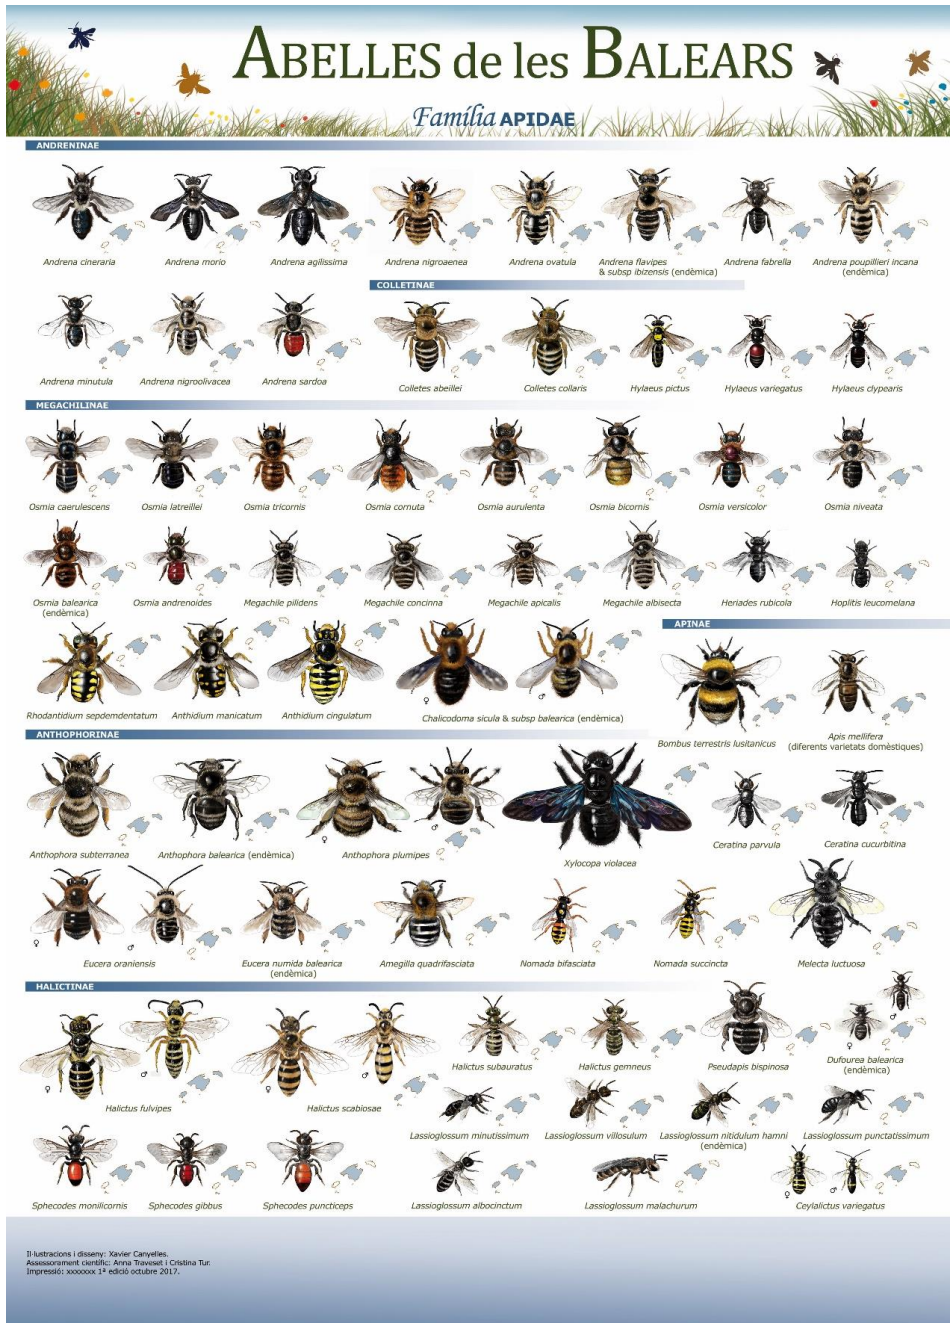 ABELLES de les BALEARS
Família APIDAE
ANDRENINAE
Andrena cineraria
Andrena morio
Andrena agilissima
Andrena nigroaenea
Andrena ovatula
Andrena flavipes
& subsp ibizensis (endèmica)
Andrena fabrella
Andrena poupillieri incana
(endèmica)
COLLETINAE
Andrena minutula
Andrena nigroolivacea
Andrena sardoa
Colletes abeillei
Colletes collaris
Hylaeus pictus
Hylaeus variegatus
Hylaeus clypearis
MEGACHILINAE
Osmia caerulescens
Osmia latreillei
Osmia tricornis
Osmia cornuta
Osmia aurulenta
Osmia bicornis
Osmia versicolor
Osmia niveata
Osmia balearica
(endèmica)
Osmia andrenoides
Megachile pilidens
Megachile concinna
Megachile apicalis
Megachile albisecta
Heriades rubicola
Hoplitis leucomelana
Rhodantidium sepdemdentatum
Anthidium manicatum
Anthidium cingulatum
♀
♂
Chalicodoma sicula & subsp balearica (endèmica)
APINAE
Bombus terrestris lusitanicus
Apis mellifera
(diferents varietats domèstiques)
ANTHOPHORINAE
Anthophora subterranea
Anthophora balearica (endèmica)
♀
♂
Anthophora plumipes
Xylocopa violacea
Ceratina parvula
Ceratina cucurbitina
♀
♂
Eucera oraniensis
Eucera numida balearica
(endèmica)
Amegilla quadrifasciata
Nomada bifasciata
Nomada succincta
Melecta luctuosa
HALICTINAE
♀
♂
Halictus fulvipes
♀
♂
Halictus scabiosae
Halictus subauratus
Halictus gemneus
Pseudapis bispinosa
♀
♂
Dufourea balearica
(endèmica)
Lassioglossum minutissimum
Lassioglossum villosulum
Lassioglossum nitidulum hamni
(endèmica)
Lassioglossum punctatissimum
Sphecodes monilicornis
Sphecodes gibbus
Sphecodes puncticeps
Lassioglossum albocinctum
Lassioglossum malachurum
♀
♂
Ceylalictus variegatus
Il·lustracions i disseny: Xavier Canyelles.
Assessorament científic: Anna Traveset i Cristina Tur.
Impressió: xxxxxxx 1ª edició octubre 2017.